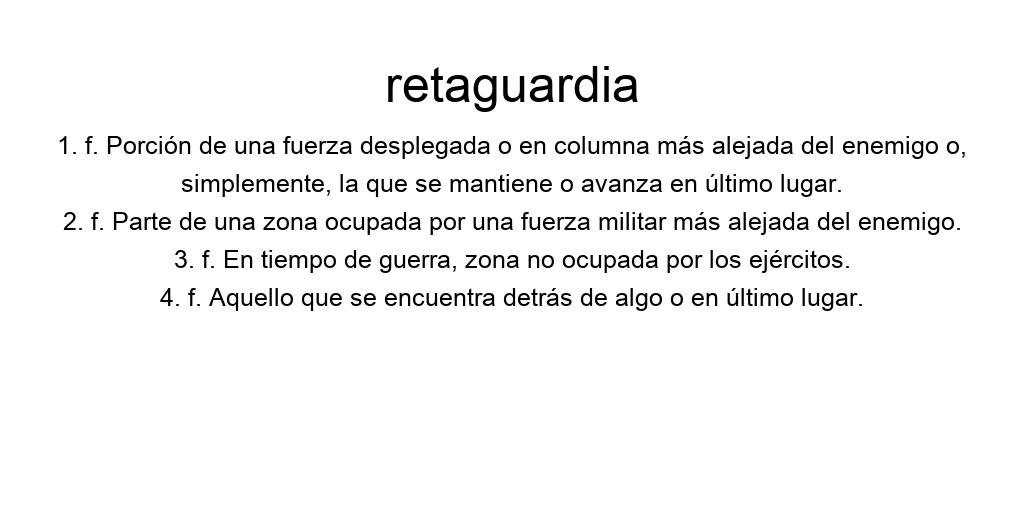 retaguardia
1. f. Porción de una fuerza desplegada o en columna más alejada del enemigo o,
simplemente, la que se mantiene o avanza en último lugar.
2. f. Parte de una zona ocupada por una fuerza militar más alejada del enemigo.
3. f. En tiempo de guerra, zona no ocupada por los ejércitos.
4. f. Aquello que se encuentra detrás de algo o en último lugar.